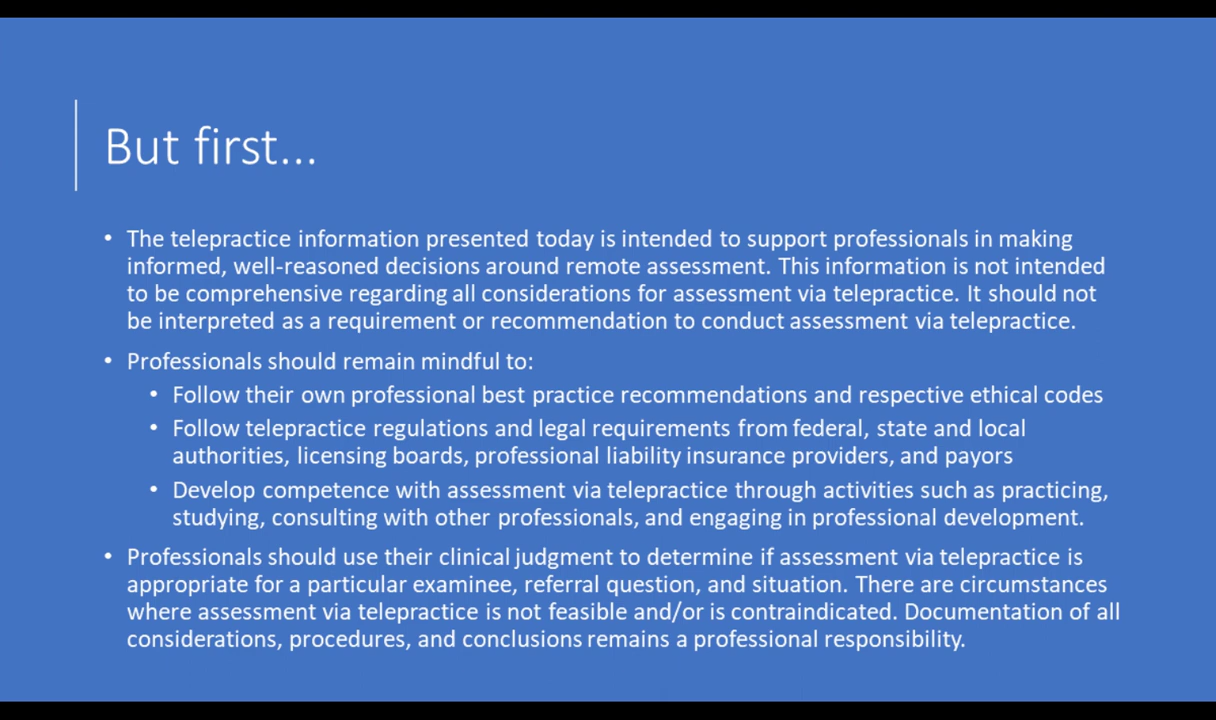 But first...
• The telepractice information presented today is intended to support professionals in making
informed, well-reasoned decisions around remote assessment. This information is not intended
to be comprehensive regarding all considerations for assessment via telepractice. It should not
be interpreted as a requirement or recommendation to conduct assessment via telepractice.
• Professionals should remain mindful to:
• Follow their own professional best practice recommendations and respective ethical codes
• Follow telepractice regulations and legal requirements from federal, state and local
authorities, licensing boards, professional liability insurance providers, and payors
• Develop competence with assessment via telepractice through activities such as practicing,
studying, consulting with other professionals, and engaging in professional development.
• Professionals should use their clinical judgment to determine if assessment via telepractice is
appropriate for a particular examinee, referral question, and situation. There are circumstances
where assessment via telepractice is not feasible and/or is contraindicated. Documentation of all
considerations, procedures, and conclusions remains a professional responsibility.